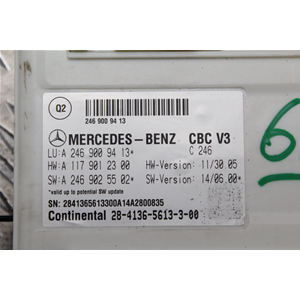 Q2
246 900 94 13
MERCEDES-BENZ CBC V3
LU:A 246 900 94 13* C 246
HW:A 117 901 23 00 HW-Version: 11/30.05
SW:A 246 902 55 02* SW-Version: 14/06.00*
*valid up to potential SW update
SN: 2841365613300A14A2800835
Continental 28-4136-5613-3-00
6